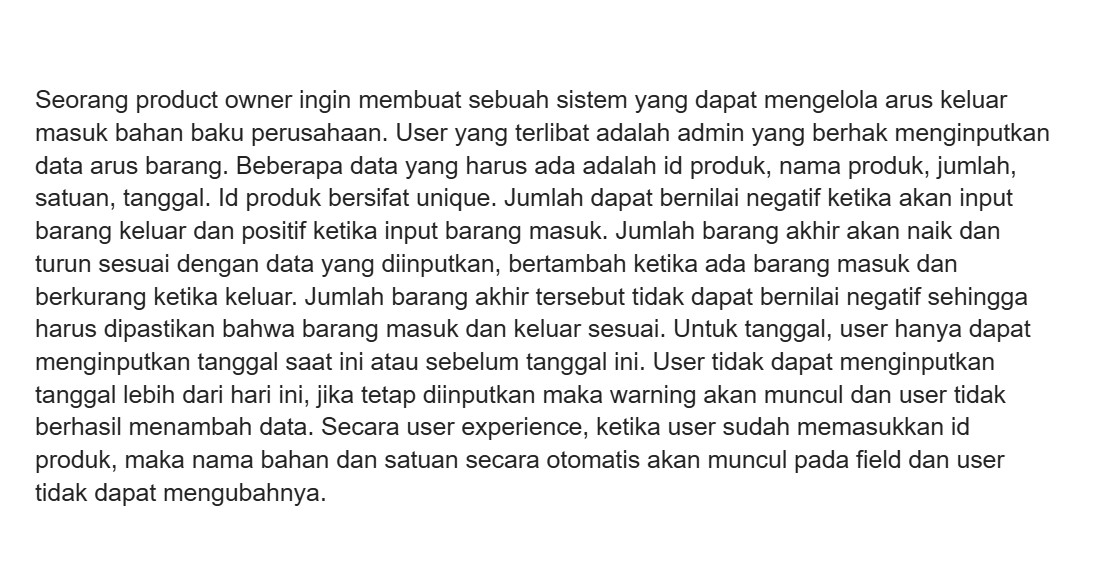 Seorang product owner ingin membuat sebuah sistem yang dapat mengelola arus keluar
masuk bahan baku perusahaan. User yang terlibat adalah admin yang berhak menginputkan
data arus barang. Beberapa data yang harus ada adalah id produk, nama produk, jumlah,
satuan, tanggal. Id produk bersifat unique. Jumlah dapat bernilai negatif ketika akan input
barang keluar dan positif ketika input barang masuk. Jumlah barang akhir akan naik dan
turun sesuai dengan data yang diinputkan, bertambah ketika ada barang masuk dan
berkurang ketika keluar. Jumlah barang akhir tersebut tidak dapat bernilai negatif sehingga
harus dipastikan bahwa barang masuk dan keluar sesuai. Untuk tanggal, user hanya dapat
menginputkan tanggal saat ini atau sebelum tanggal ini. User tidak dapat menginputkan
tanggal lebih dari hari ini, jika tetap diinputkan maka warning akan muncul dan user tidak
berhasil menambah data. Secara user experience, ketika user sudah memasukkan id
produk, maka nama bahan dan satuan secara otomatis akan muncul pada field dan user
tidak dapat mengubahnya.